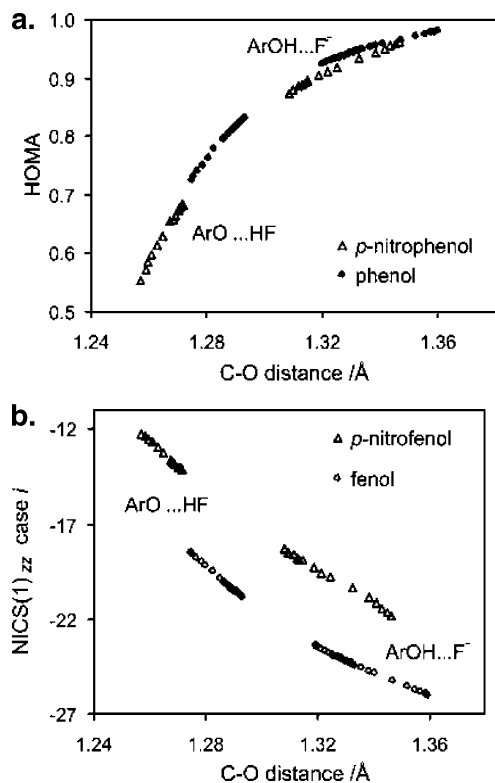 a.
1.0
0.9
0.8
0.7
0.6
0.5
HOMA
ArOH...F⁻
ArO⁻...HF
p-nitrophenol
phenol
1.24
1.28
1.32
1.36
C-O distance /Å
b.
-12
-17
-22
-27
NICS(1)zz case i
p-nitrofenol
fenol
ArO⁻...HF
ArOH...F⁻
1.24
1.28
1.32
1.36
C-O distance /Å